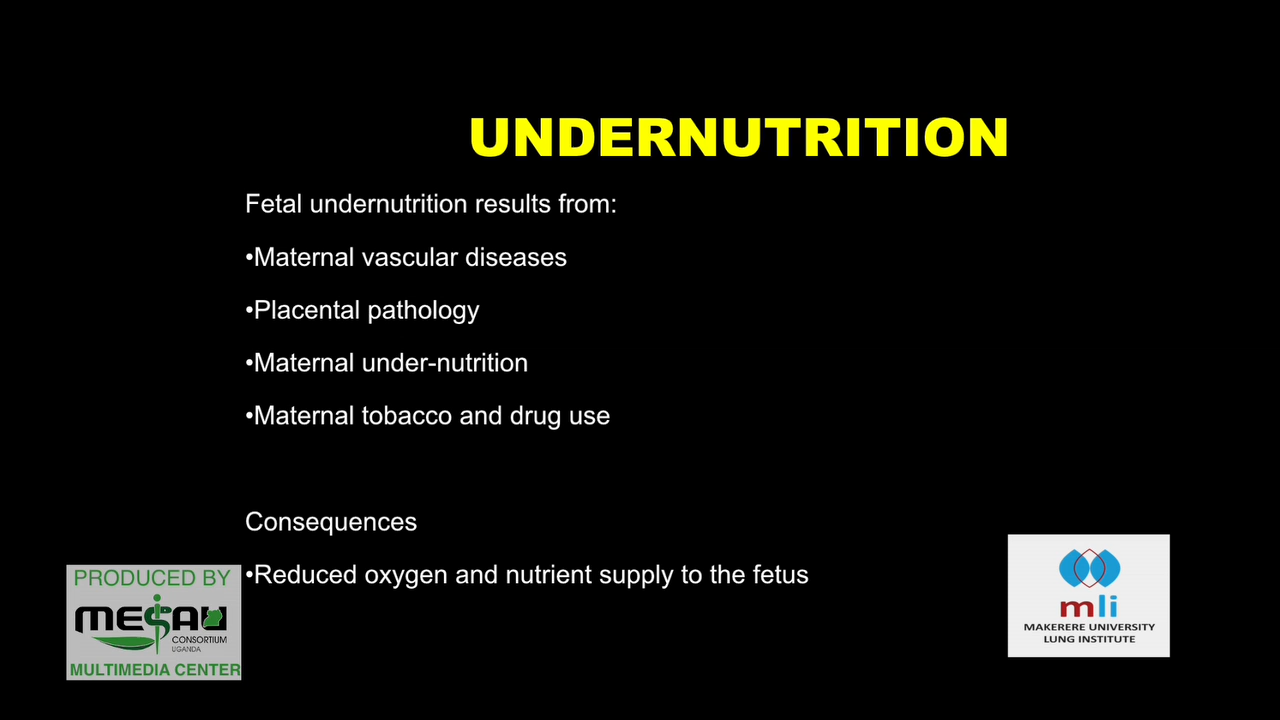 UNDERNUTRITION
Fetal undernutrition results from:
•Maternal vascular diseases
•Placental pathology
•Maternal under-nutrition
•Maternal tobacco and drug use
Consequences
•Reduced oxygen and nutrient supply to the fetus
PRODUCED BY
MESAU
CONSORTIUM
UGANDA
MULTIMEDIA CENTER
mli
MAKERERE UNIVERSITY
LUNG INSTITUTE